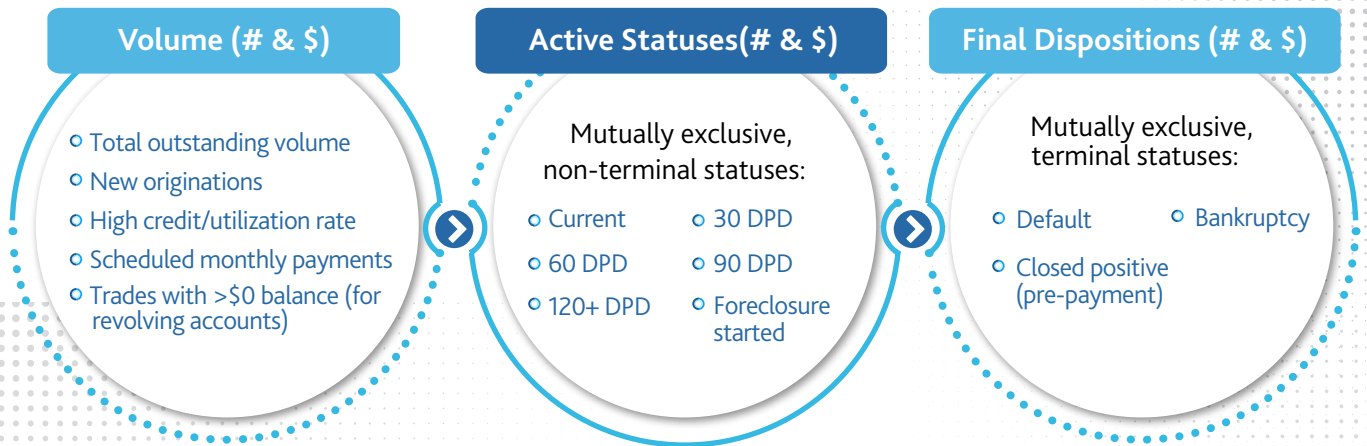 Volume (# & $)
Total outstanding volume
New originations
High credit/utilization rate
Scheduled monthly payments
Trades with >$0 balance (for
revolving accounts)
Active Statuses(# & $)
Mutually exclusive,
non-terminal statuses:
Current
30 DPD
60 DPD
90 DPD
120+ DPD
Foreclosure
started
Final Dispositions (# & $)
Mutually exclusive,
terminal statuses:
Default
Bankruptcy
Closed positive
(pre-payment)